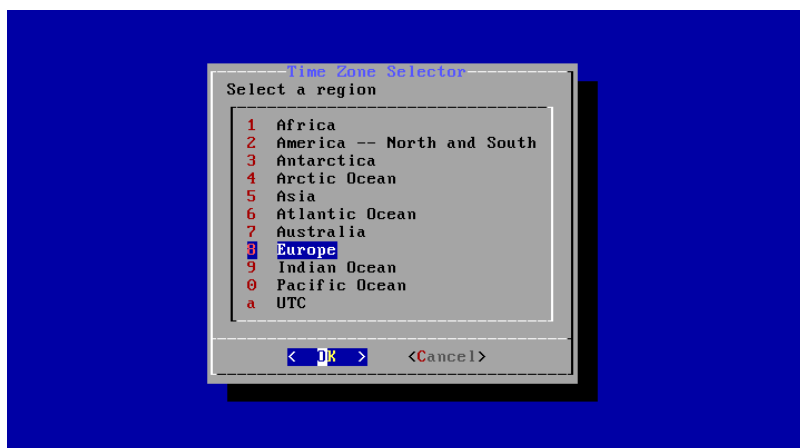 Time Zone Selector
Select a region
1 Africa
2 America -- North and South
3 Antarctica
4 Arctic Ocean
5 Asia
6 Atlantic Ocean
7 Australia
8 Europe
9 Indian Ocean
0 Pacific Ocean
a UTC
< OK > <Cancel>